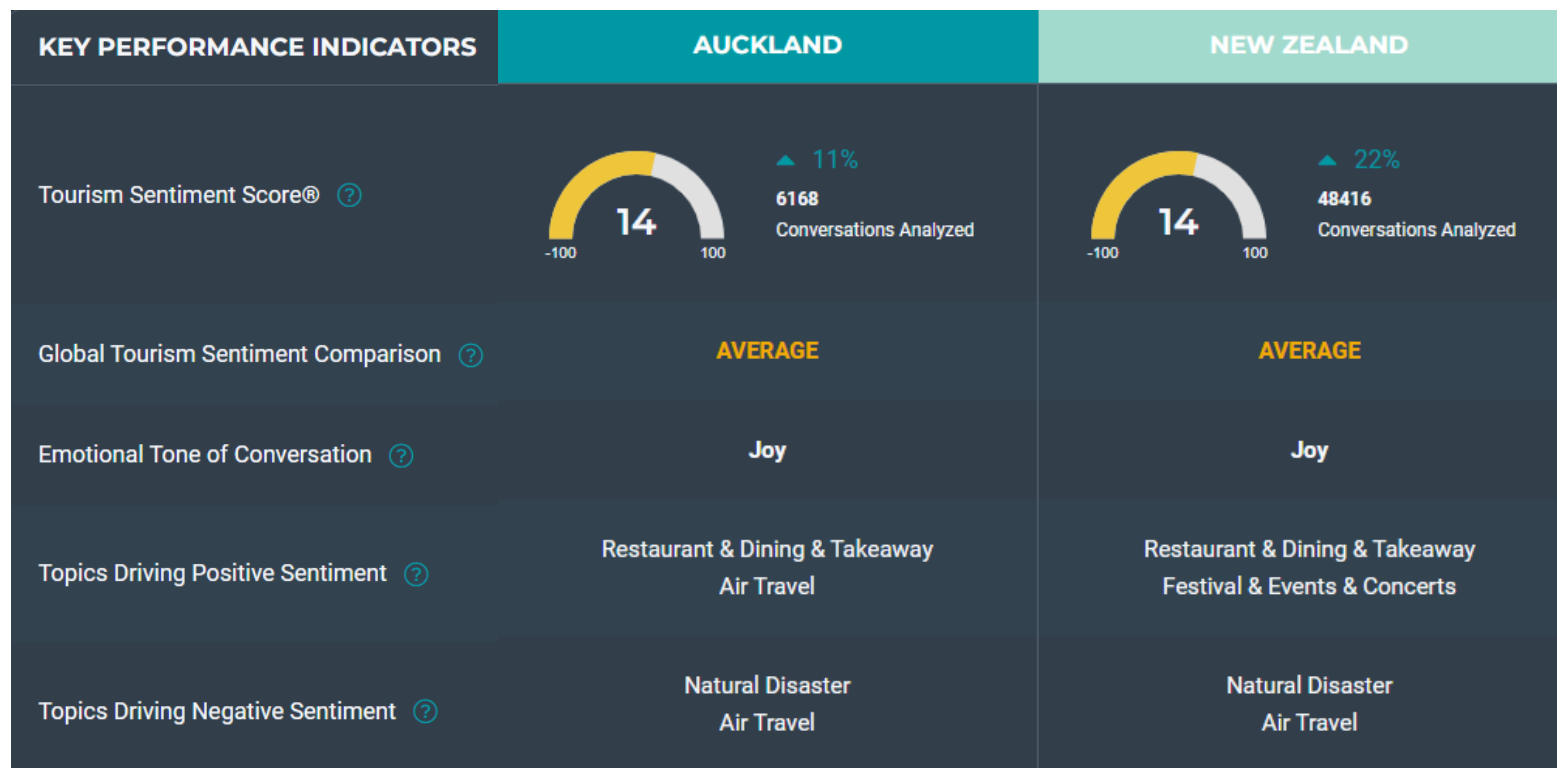 KEY PERFORMANCE INDICATORS
AUCKLAND
NEW ZEALAND
Tourism Sentiment Score® ?
14
-100
100
11%
6168
Conversations Analyzed
14
-100
100
22%
48416
Conversations Analyzed
Global Tourism Sentiment Comparison ?
AVERAGE
AVERAGE
Emotional Tone of Conversation ?
Joy
Joy
Topics Driving Positive Sentiment ?
Restaurant & Dining & Takeaway
Air Travel
Restaurant & Dining & Takeaway
Festival & Events & Concerts
Topics Driving Negative Sentiment ?
Natural Disaster
Air Travel
Natural Disaster
Air Travel